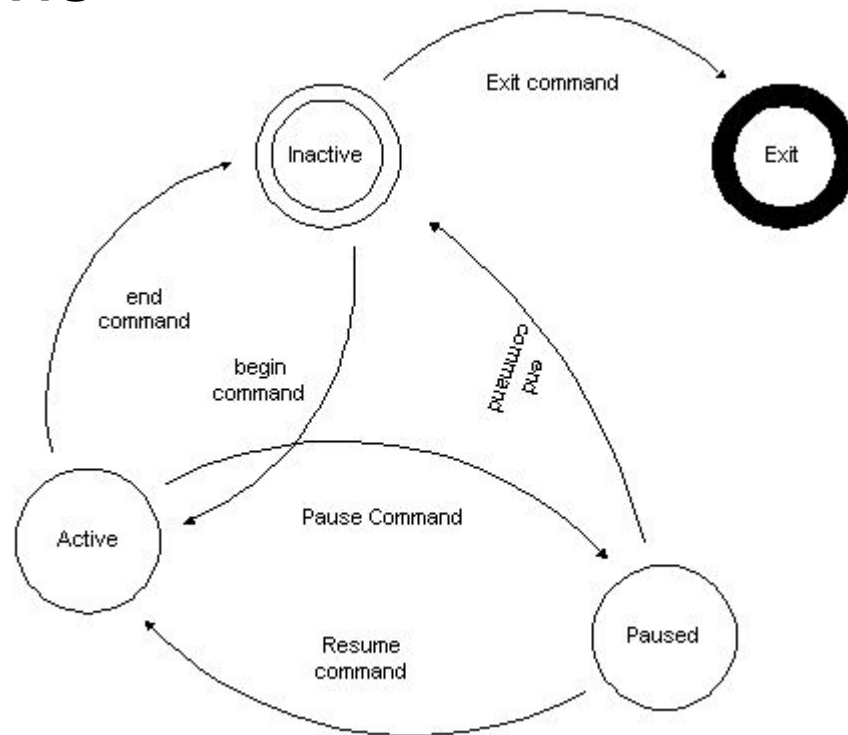 Exit command
Inactive
Exit
end
command
begin
command
end
command
Pause Command
Active
Paused
Resume
command